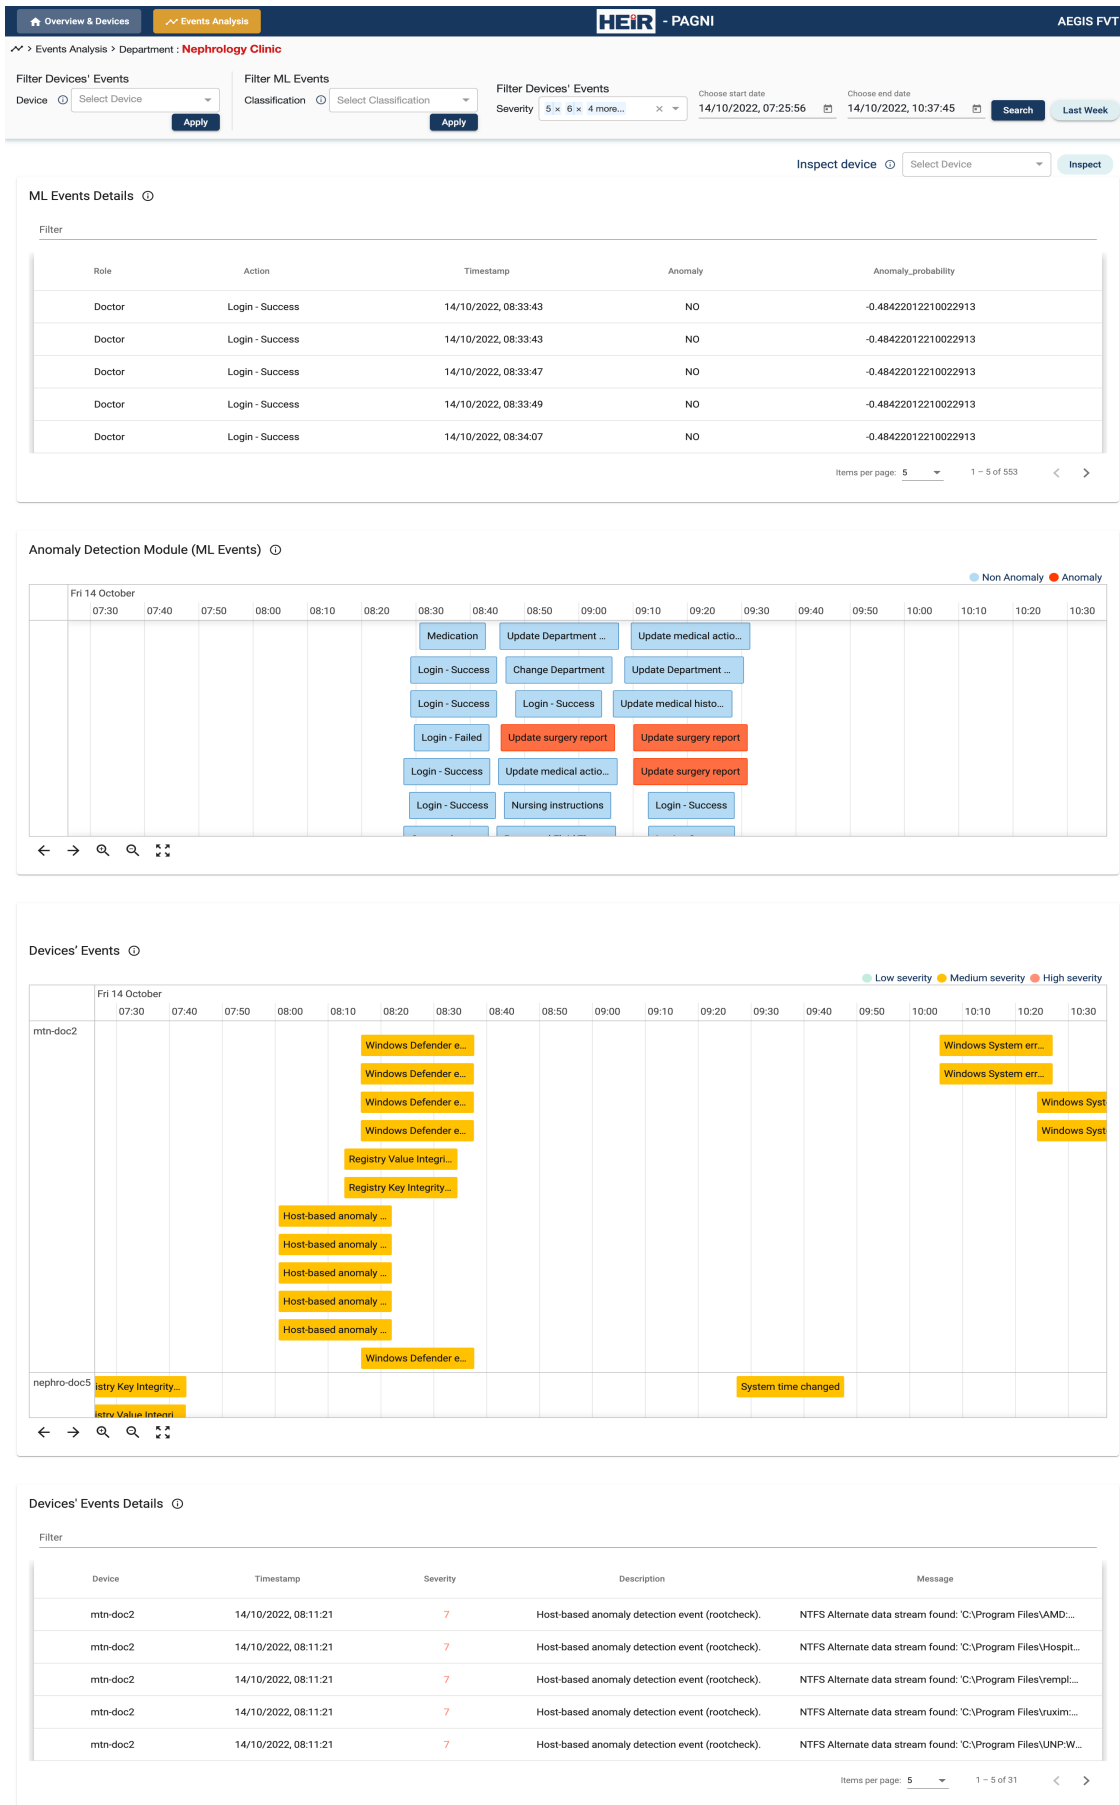 Overview & Devices Events Analysis HEiR - PAGNI AEGIS FVT
> Events Analysis > Department : Nephrology Clinic
Filter Devices' Events
Device Select Device
Apply
Filter ML Events
Classification Select Classification
Apply
Filter Devices' Events
Severity 5 × 6 × 4 more... ×
Choose start date
14/10/2022, 07:25:56
Choose end date
14/10/2022, 10:37:45
Search Last Week
Inspect device Select Device Inspect
ML Events Details
Filter
Role Action Timestamp Anomaly Anomaly_probability
Doctor Login - Success 14/10/2022, 08:33:43 NO -0.48422012210022913
Doctor Login - Success 14/10/2022, 08:33:43 NO -0.48422012210022913
Doctor Login - Success 14/10/2022, 08:33:47 NO -0.48422012210022913
Doctor Login - Success 14/10/2022, 08:33:49 NO -0.48422012210022913
Doctor Login - Success 14/10/2022, 08:34:07 NO -0.48422012210022913
Items per page: 5 1 – 5 of 553
Anomaly Detection Module (ML Events)
Non Anomaly Anomaly
Fri 14 October
07:30 07:40 07:50 08:00 08:10 08:20 08:30 08:40 08:50 09:00 09:10 09:20 09:30 09:40 09:50 10:00 10:10 10:20 10:30
Medication Update Department ... Update medical actio...
Login - Success Change Department Update Department ...
Login - Success Login - Success Update medical histo...
Login - Failed Update surgery report Update surgery report
Login - Success Update medical actio... Update surgery report
Login - Success Nursing instructions Login - Success
Devices' Events
Low severity Medium severity High severity
Fri 14 October
07:30 07:40 07:50 08:00 08:10 08:20 08:30 08:40 08:50 09:00 09:10 09:20 09:30 09:40 09:50 10:00 10:10 10:20 10:30
mtn-doc2
Windows Defender e... Windows System err...
Windows Defender e... Windows System err...
Windows Defender e... Windows Syst
Windows Defender e... Windows Syst
Registry Value Integri...
Registry Key Integrity...
Host-based anomaly ...
Host-based anomaly ...
Host-based anomaly ...
Host-based anomaly ...
Host-based anomaly ...
Windows Defender e...
nephro-doc5 istry Key Integrity... System time changed
istry Value Integri
Devices' Events Details
Filter
Device Timestamp Severity Description Message
mtn-doc2 14/10/2022, 08:11:21 7 Host-based anomaly detection event (rootcheck). NTFS Alternate data stream found: 'C:\Program Files\AMD:...
mtn-doc2 14/10/2022, 08:11:21 7 Host-based anomaly detection event (rootcheck). NTFS Alternate data stream found: 'C:\Program Files\Hospit...
mtn-doc2 14/10/2022, 08:11:21 7 Host-based anomaly detection event (rootcheck). NTFS Alternate data stream found: 'C:\Program Files\rempl:...
mtn-doc2 14/10/2022, 08:11:21 7 Host-based anomaly detection event (rootcheck). NTFS Alternate data stream found: 'C:\Program Files\ruxim:...
mtn-doc2 14/10/2022, 08:11:21 7 Host-based anomaly detection event (rootcheck). NTFS Alternate data stream found: 'C:\Program Files\UNP:W...
Items per page: 5 1 – 5 of 31